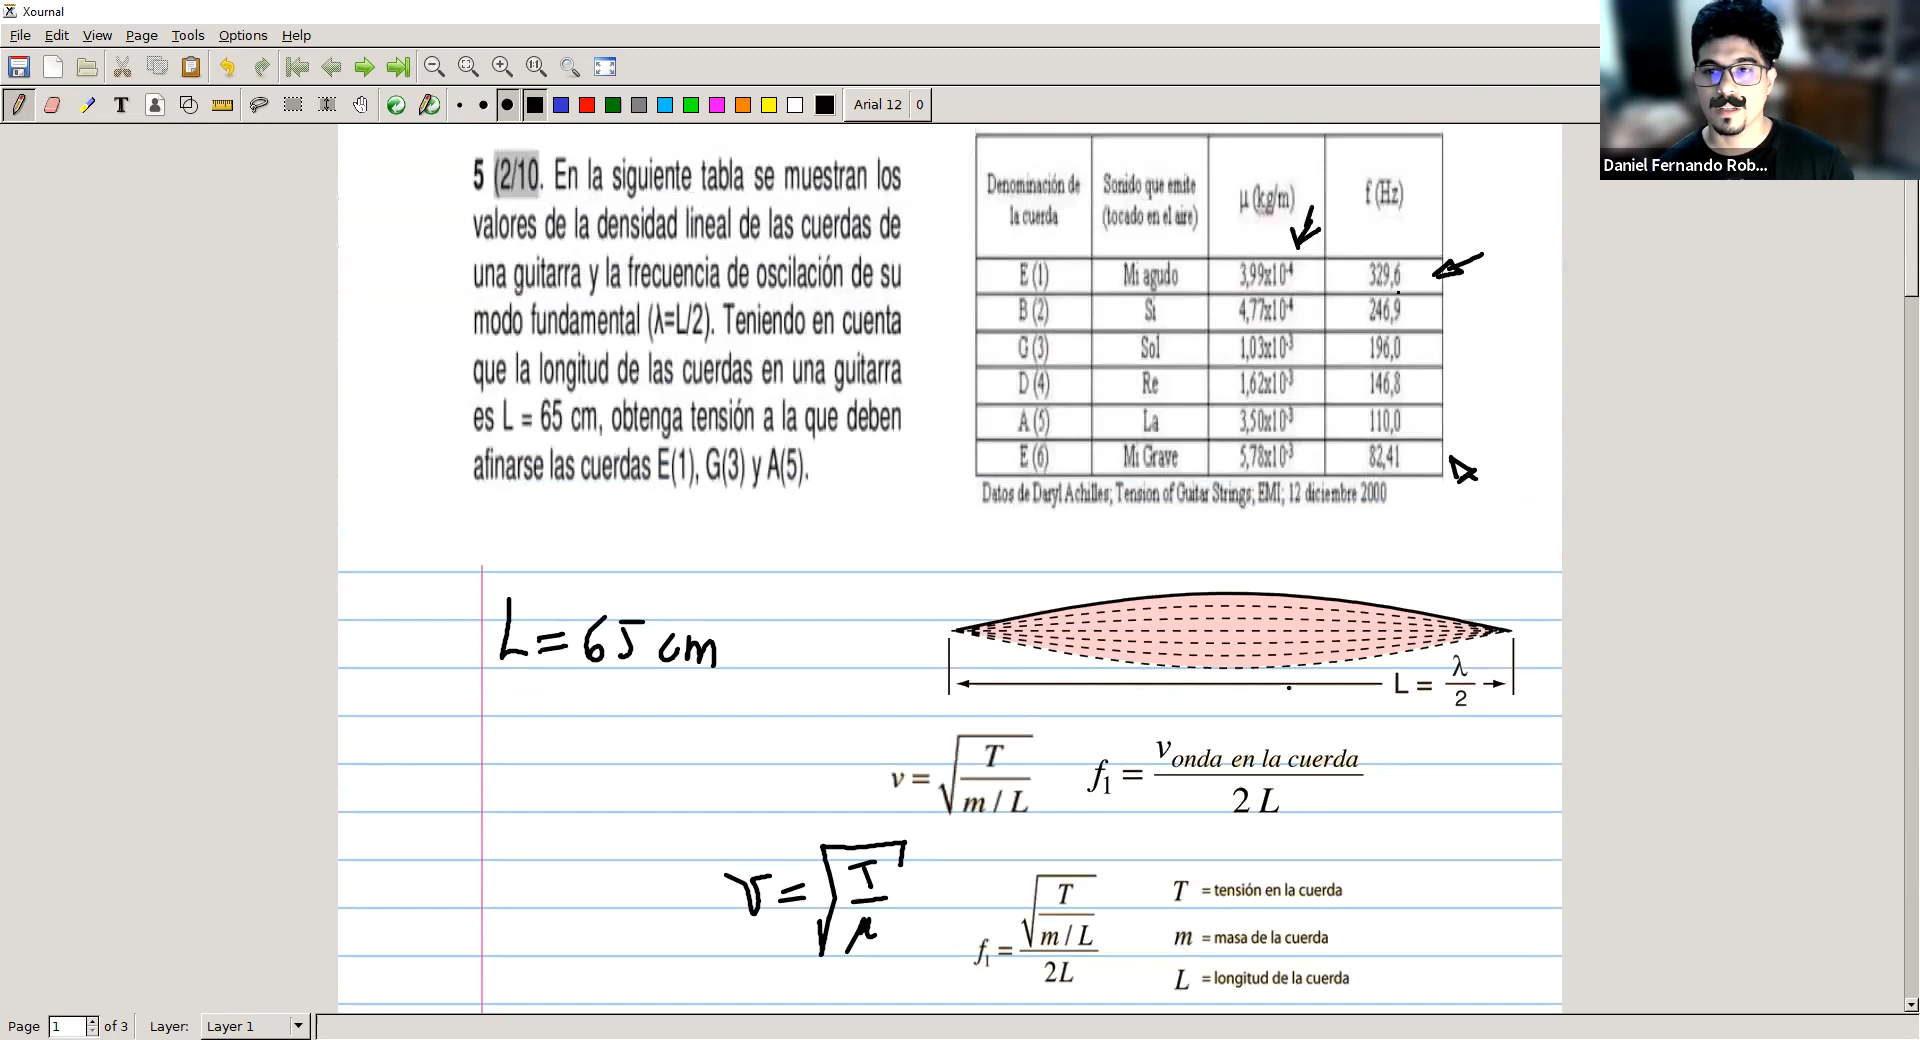 Xournal
File Edit View Page Tools Options Help
Arial 12 0
Daniel Fernando Rob...
5 (2/10. En la siguiente tabla se muestran los
valores de la densidad lineal de las cuerdas de
una guitarra y la frecuencia de oscilación de su
modo fundamental (λ=L/2). Teniendo en cuenta
que la longitud de las cuerdas en una guitarra
es L = 65 cm, obtenga tensión a la que deben
afinarse las cuerdas E(1), G(3) y A(5).
Denominación de la cuerda Sonido que emite (tocado en el aire) μ (kg/m) f (Hz)
E (1) Mi agudo 3,99x10⁻⁴ 329,6
B (2) Si 4,77x10⁻⁴ 246,9
G (3) Sol 1,03x10⁻³ 196,0
D (4) Re 1,62x10⁻³ 146,8
A (5) La 3,50x10⁻³ 110,0
E (6) Mi Grave 5,78x10⁻³ 82,41
Datos de Daryl Achilles; Tension of Guitar Strings; EMI; 12 diciembre 2000
L = 65 cm
L = λ/2
v = √(T / (m / L)) f₁ = v onda en la cuerda / 2 L
v = √(T/μ)
f₁ = √(T / (m / L)) / 2L
T = tensión en la cuerda
m = masa de la cuerda
L = longitud de la cuerda
Page 1 of 3 Layer: Layer 1